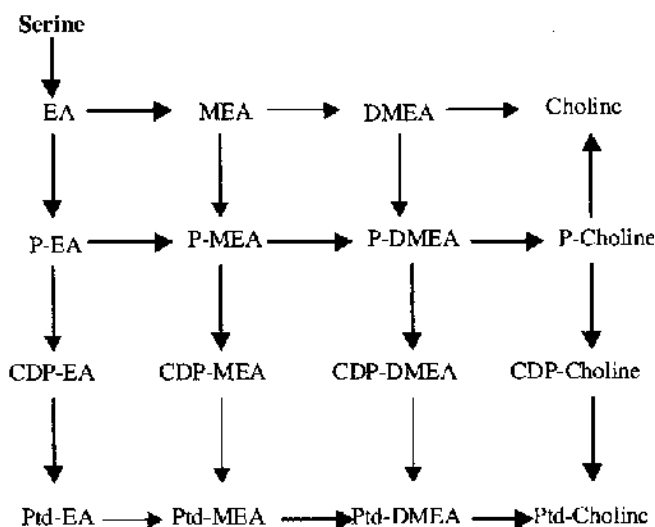 Serine
EA MEA DMEA Choline
P-EA P-MEA P-DMEA P-Choline
CDP-EA CDP-MEA CDP-DMEA CDP-Choline
Ptd-EA Ptd-MEA Ptd-DMEA Ptd-Choline